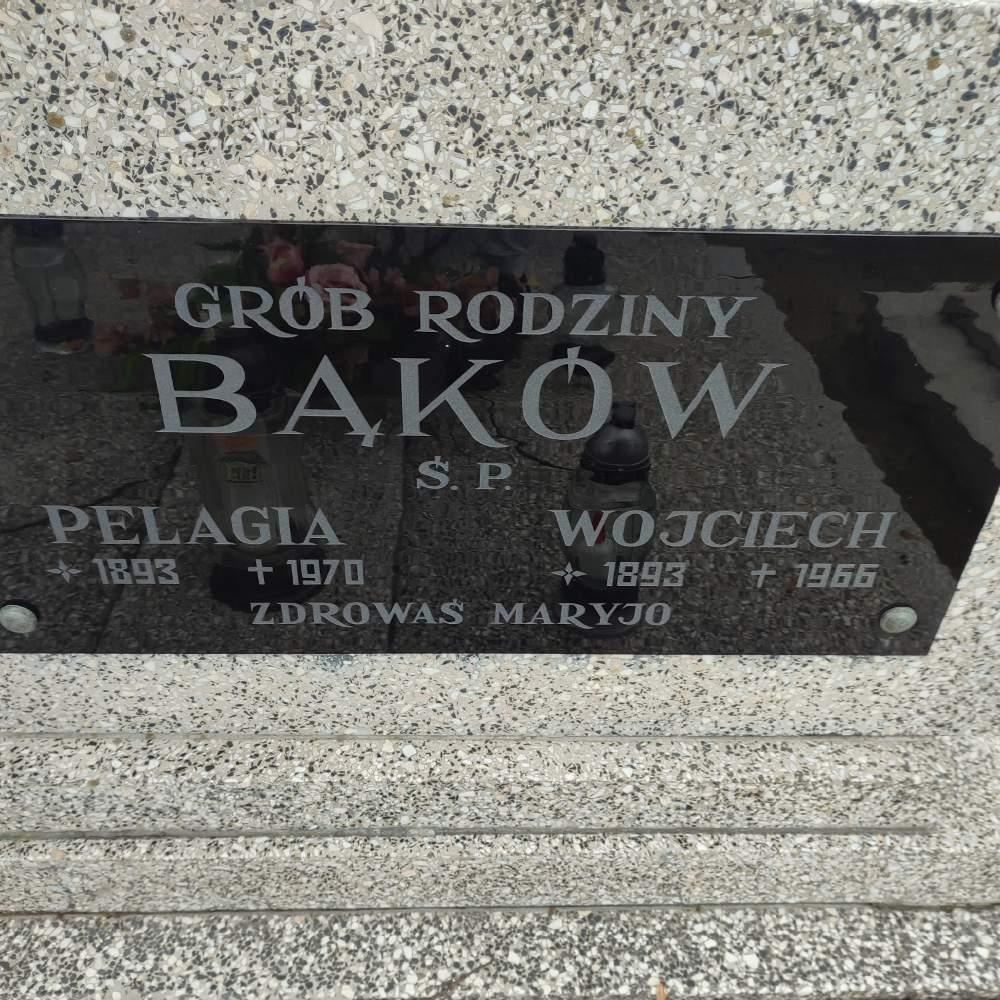 GRÓB RODZINY
BĄKÓW
Ś. P.
PELAGIA WOJCIECH
1893 † 1970 1893 † 1966
ZDROWAŚ MARYJO